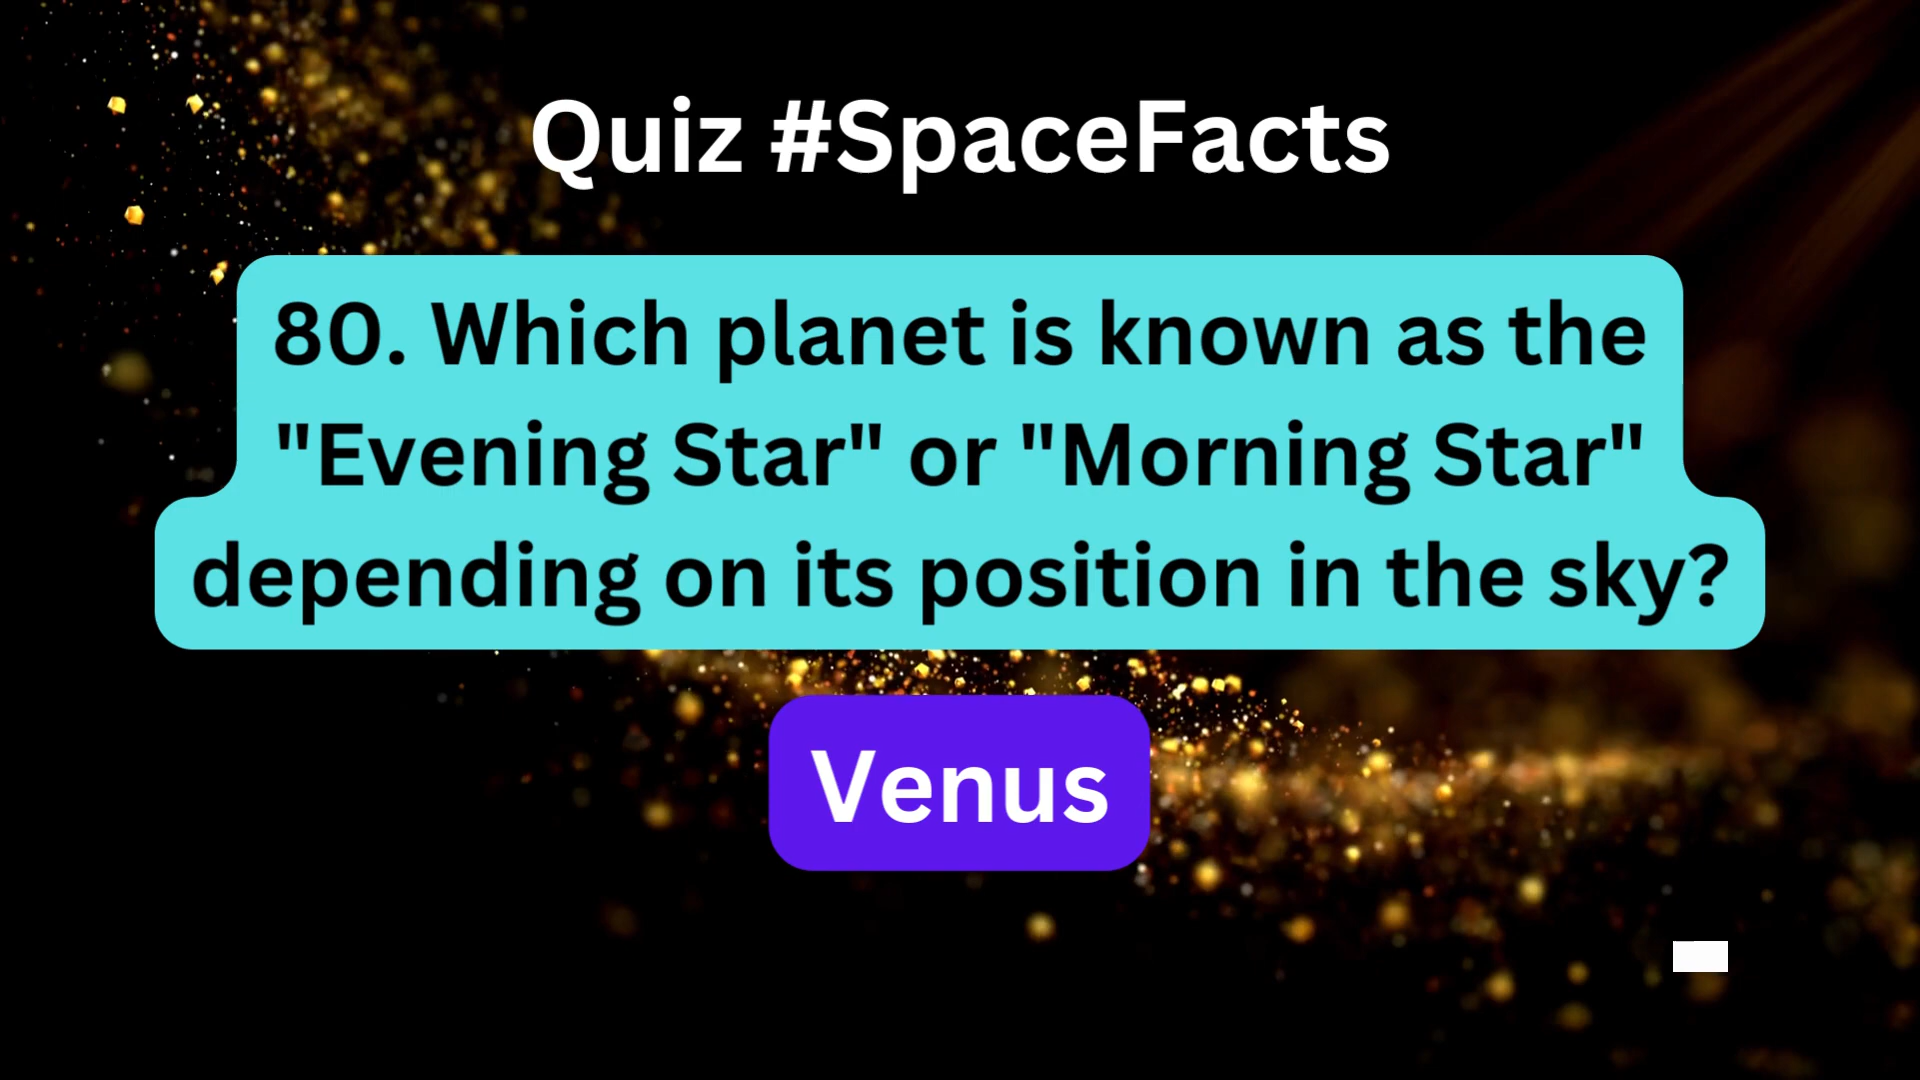 Quiz #SpaceFacts
80. Which planet is known as the
"Evening Star" or "Morning Star"
depending on its position in the sky?
Venus